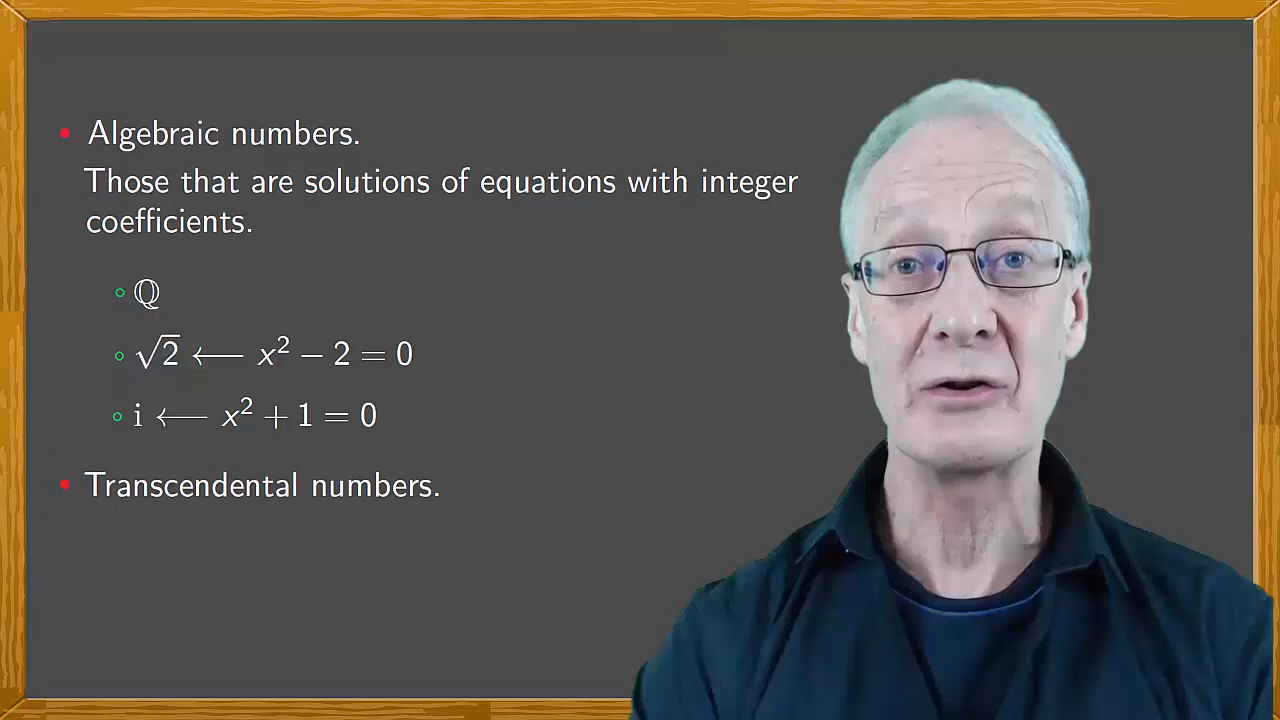 • Algebraic numbers.
Those that are solutions of equations with integer
coefficients.
∘ ℚ
∘ √2 ⟵ x² − 2 = 0
∘ i ⟵ x² + 1 = 0
• Transcendental numbers.